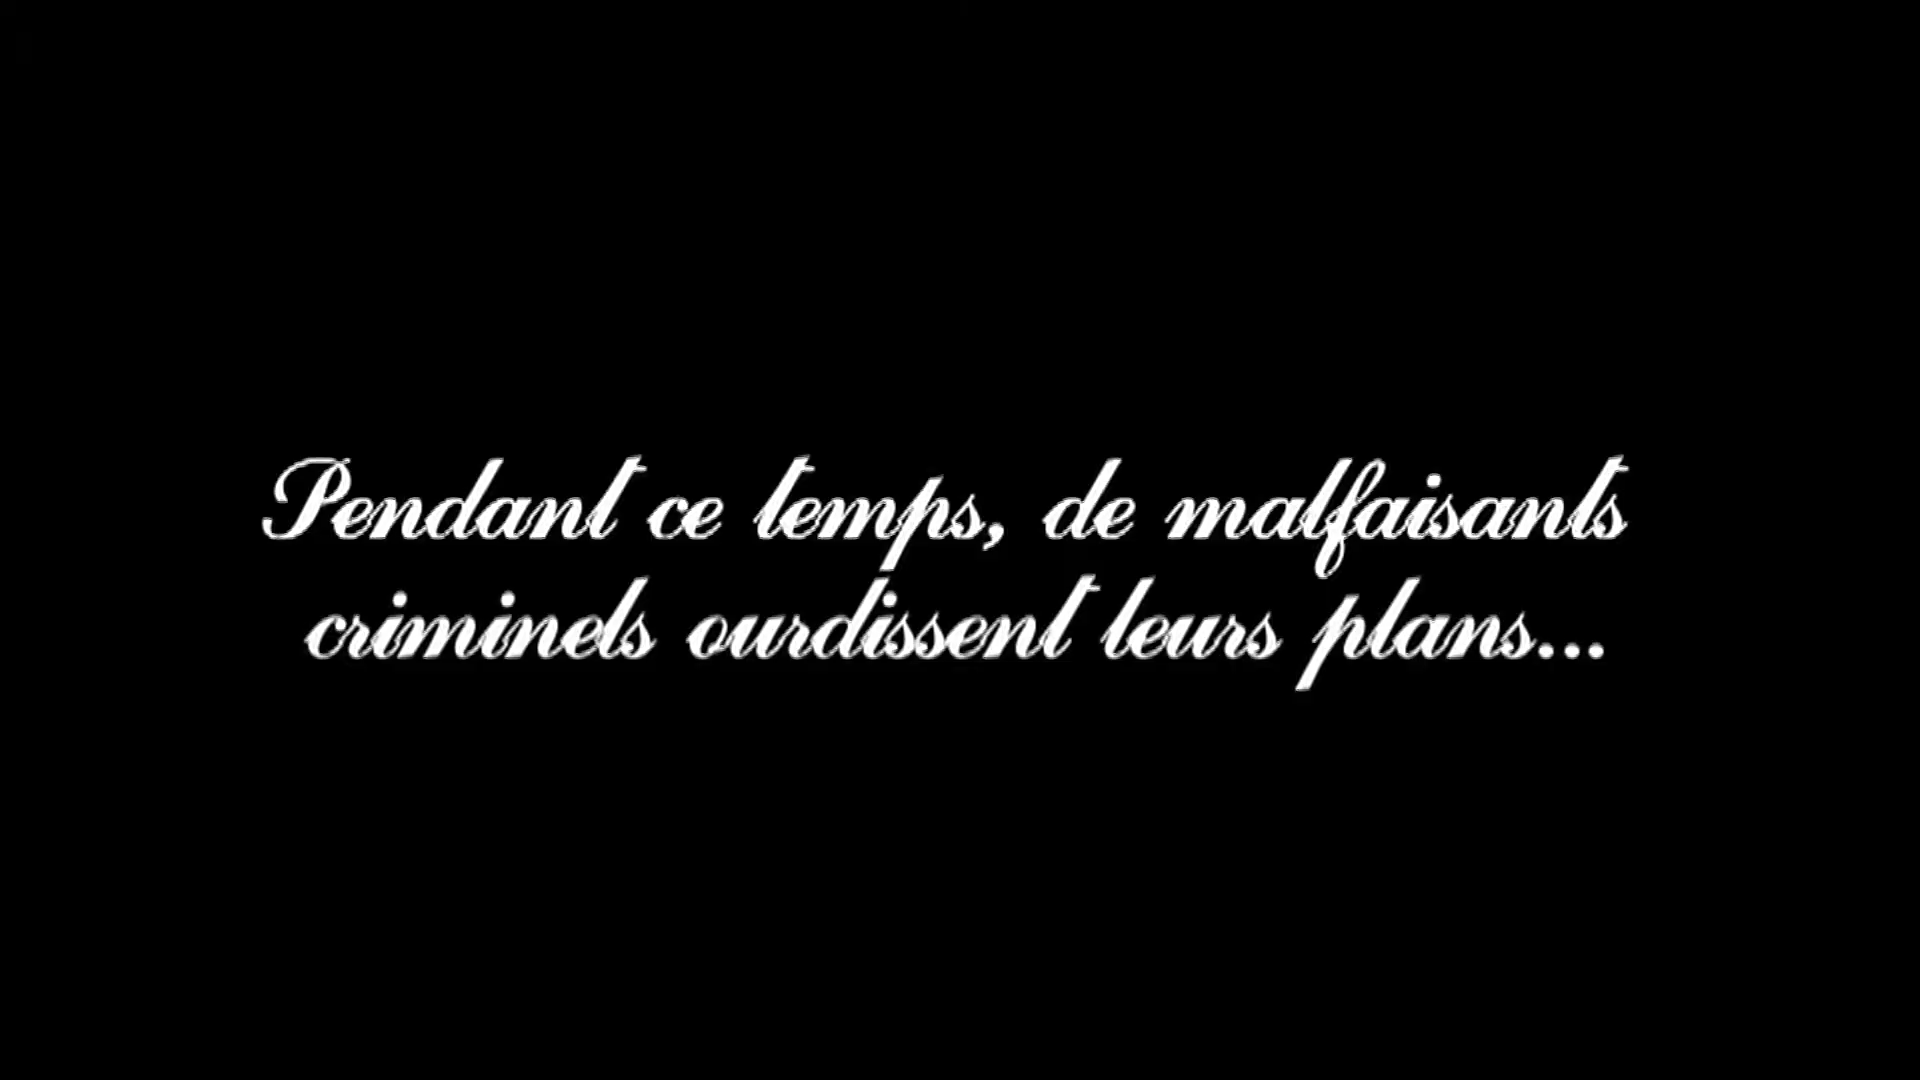 Pendant ce temps, de malfaisants
criminels ourdissent leurs plans...